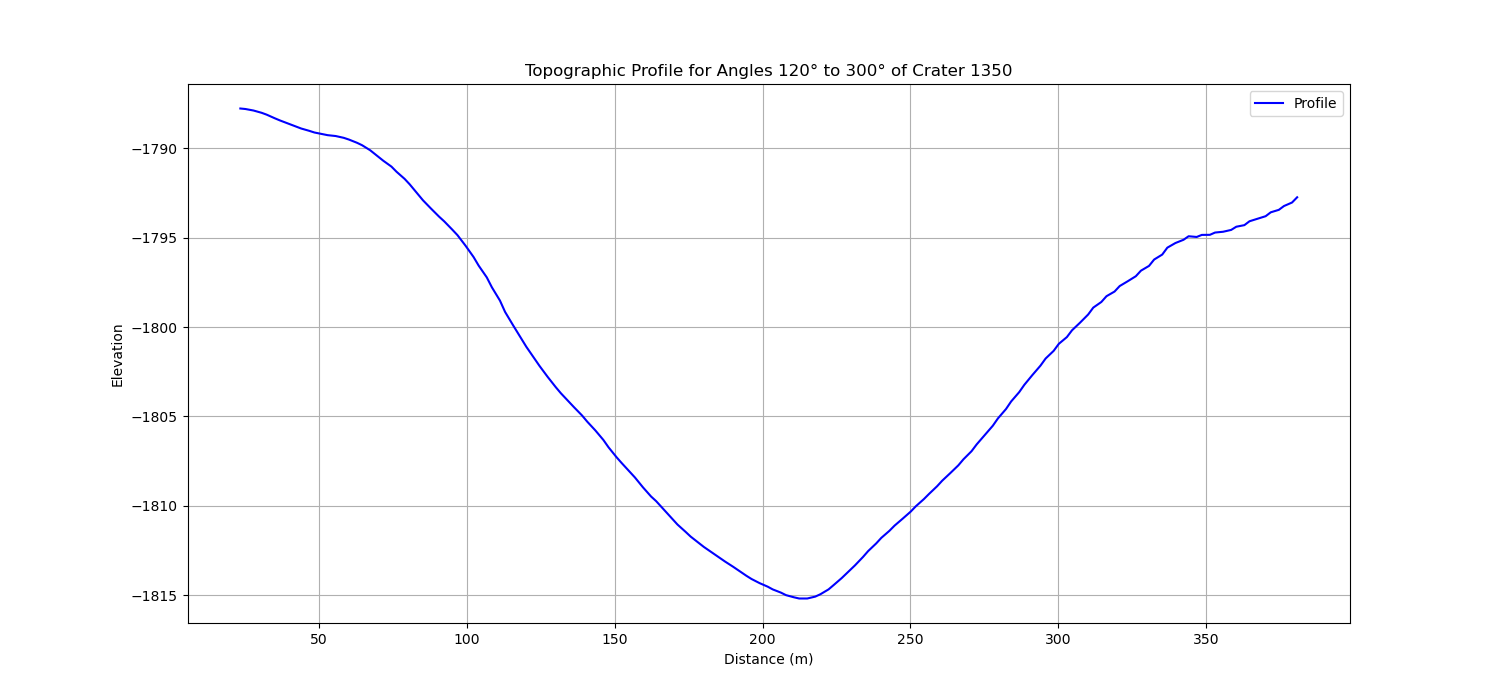 Topographic Profile for Angles 120° to 300° of Crater 1350
Profile
−1790
−1795
−1800
−1805
−1810
−1815
Elevation
50 100 150 200 250 300 350
Distance (m)